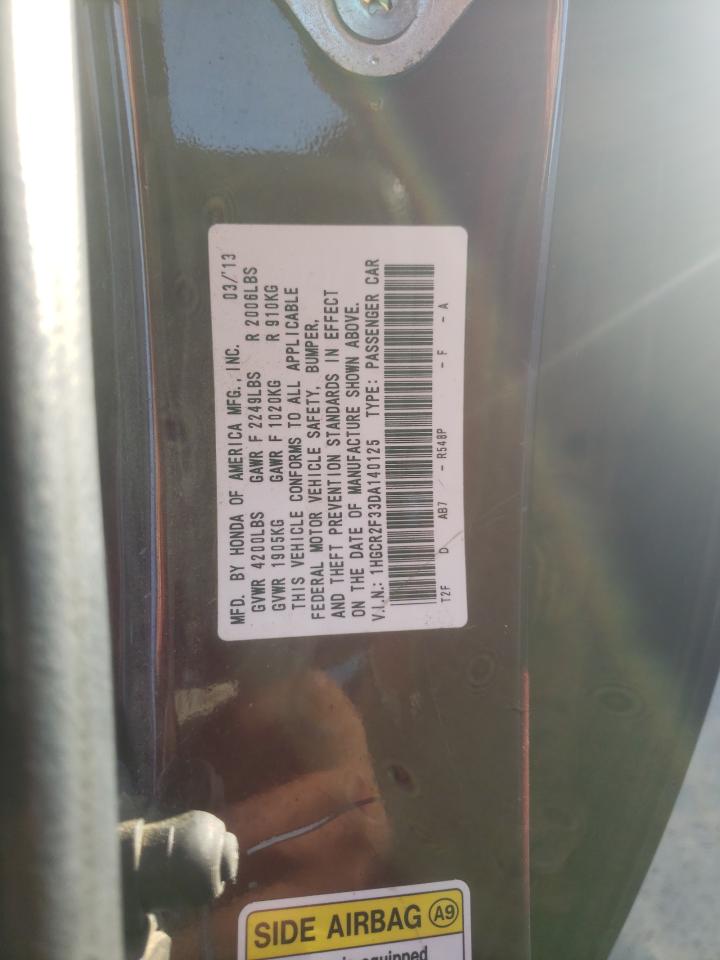 MFD. BY HONDA OF AMERICA MFG., INC. 03/'13
GVWR 4200LBS GAWR F 2249LBS R 2006LBS
GVWR 1905KG GAWR F 1020KG R 910KG
THIS VEHICLE CONFORMS TO ALL APPLICABLE
FEDERAL MOTOR VEHICLE SAFETY, BUMPER,
AND THEFT PREVENTION STANDARDS IN EFFECT
ON THE DATE OF MANUFACTURE SHOWN ABOVE.
V.I.N.: 1HGCR2F33DA140125 TYPE: PASSENGER CAR
T2F D AB7 - R548P - F - A
SIDE AIRBAG A9
equipped